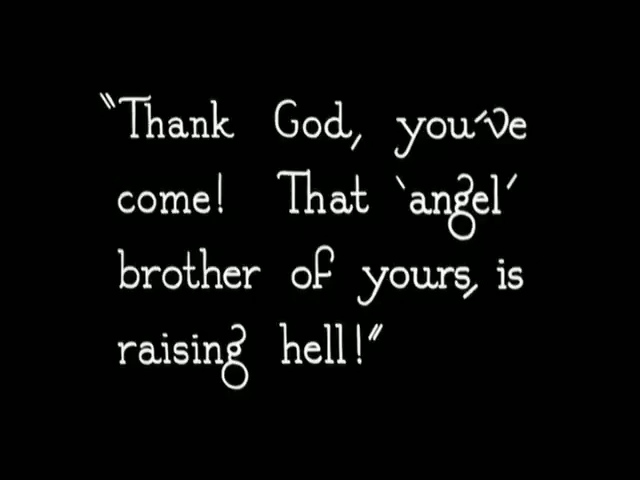 "Thank God, you've
come! That 'angel'
brother of yours, is
raising hell!"